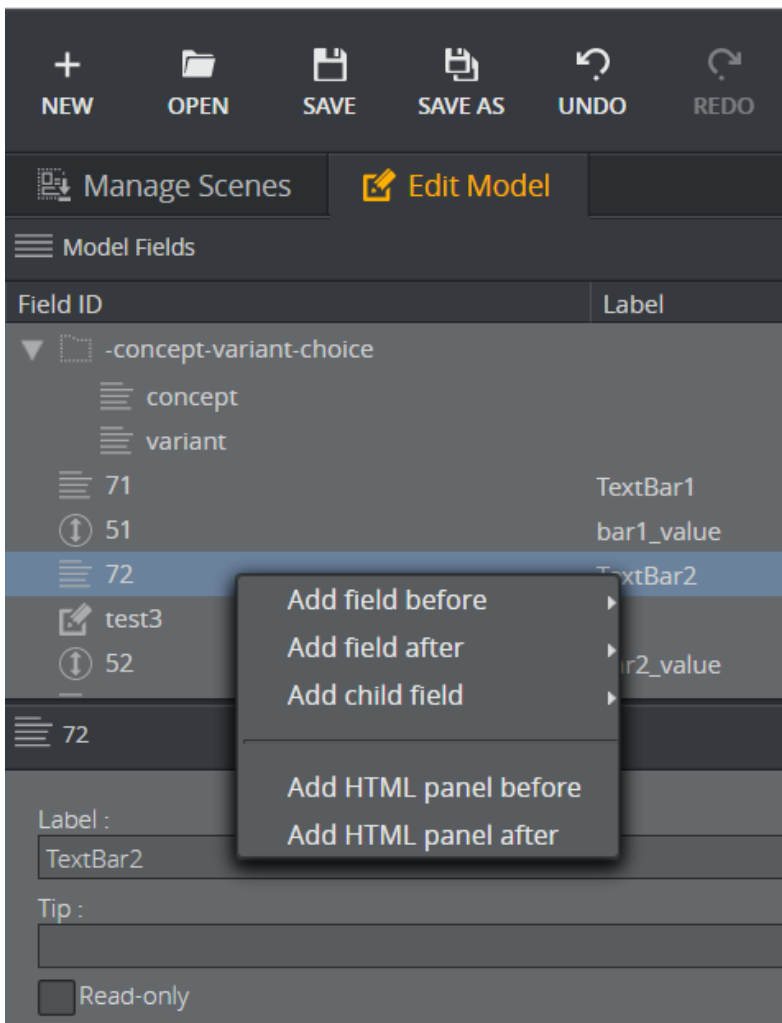 NEW OPEN SAVE SAVE AS UNDO REDO
Manage Scenes Edit Model
Model Fields
Field ID Label
-concept-variant-choice
concept
variant
71 TextBar1
51 bar1_value
72 TextBar2
Add field before
test3
Add field after
52 r2_value
Add child field
72
Add HTML panel before
Add HTML panel after
Label :
TextBar2
Tip :
Read-only